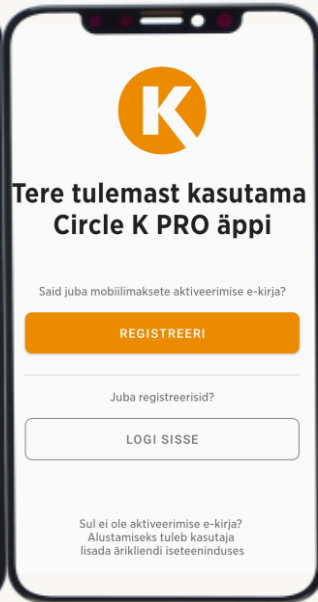 K
Tere tulemast kasutama
Circle K PRO äppi
Said juba mobiilimaksete aktiveerimise e-kirja?
REGISTREERI
Juba registreerisid?
LOGI SISSE
Sul ei ole aktiveerimise e-kirja?
Alustamiseks tuleb kasutaja
lisada ärikliendi iseteeninduses